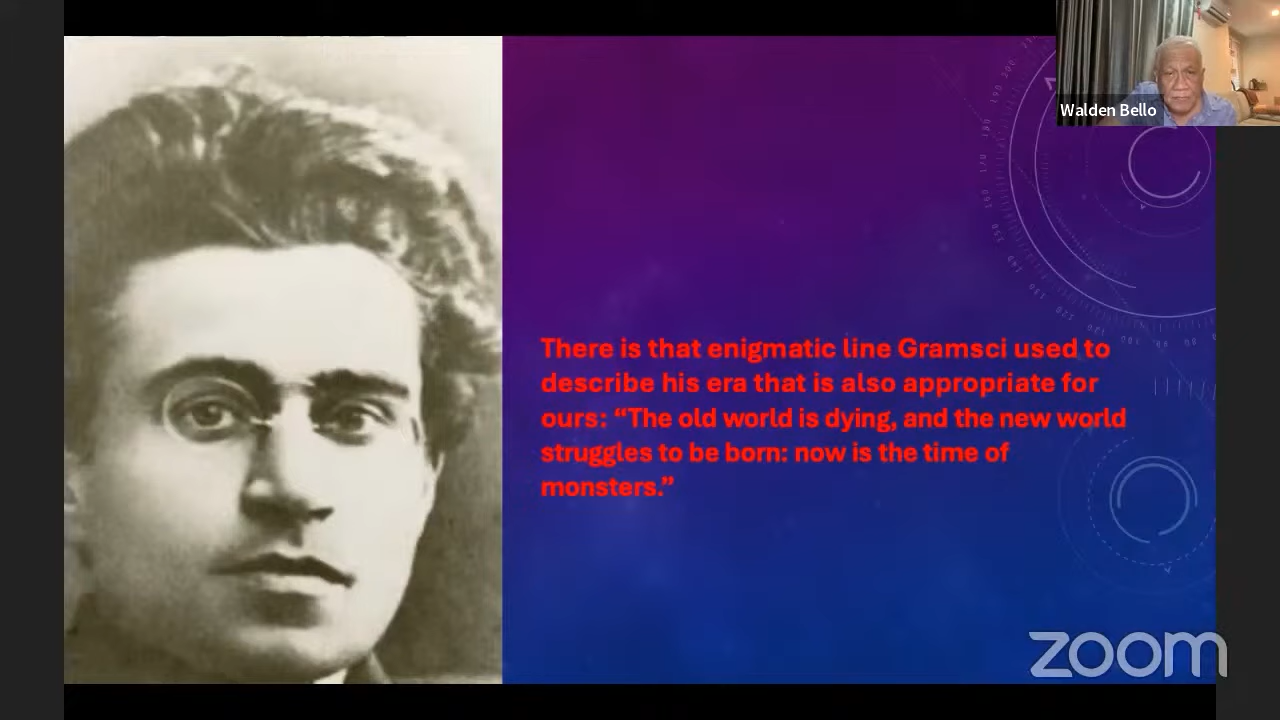 Walden Bello
There is that enigmatic line Gramsci used to
describe his era that is also appropriate for
ours: “The old world is dying, and the new world
struggles to be born: now is the time of
monsters.”
zoom